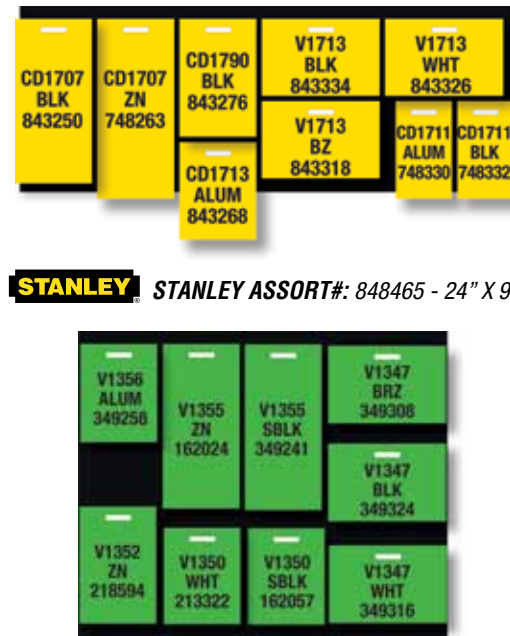 CD1707
BLK
843250
CD1707
ZN
748263
CD1790
BLK
843276
CD1713
ALUM
843268
V1713
BLK
843334
V1713
BZ
843318
V1713
WHT
843326
CD1711
ALUM
748330
CD1711
BLK
748332
STANLEY STANLEY ASSORT#: 848465 - 24” X 9
V1356
ALUM
349258
V1352
ZN
218594
V1355
ZN
162024
V1350
WHT
213322
V1355
SBLK
349241
V1350
SBLK
162057
V1347
BRZ
349308
V1347
BLK
349324
V1347
WHT
349316